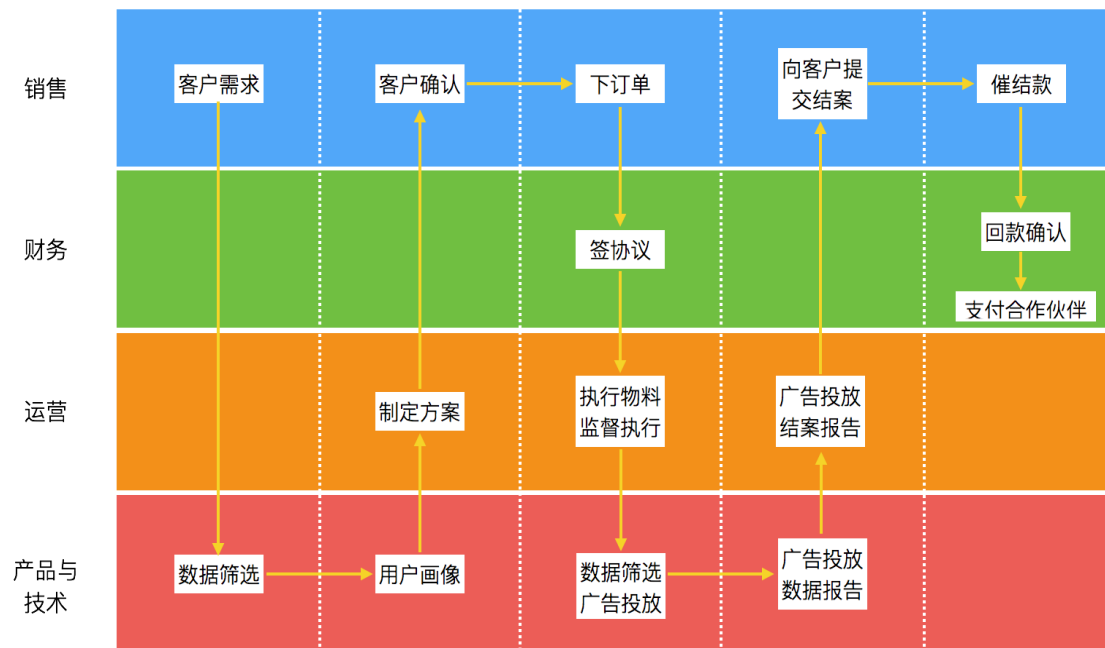 销售
客户需求
客户确认
下订单
向客户提
交结案
催结款
财务
签协议
回款确认
支付合作伙伴
运营
制定方案
执行物料
监督执行
广告投放
结案报告
产品与
技术
数据筛选
用户画像
数据筛选
广告投放
广告投放
数据报告